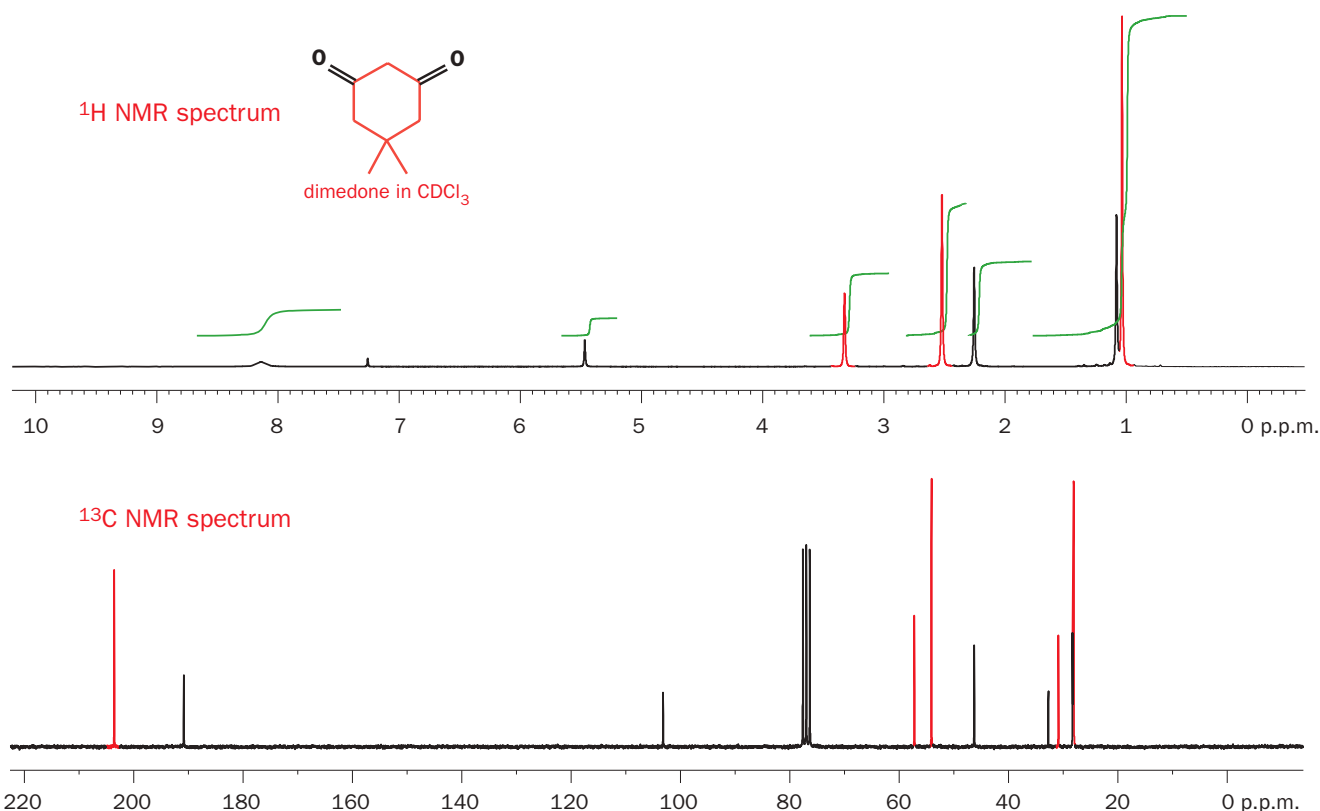 O O
¹H NMR spectrum
dimedone in CDCl₃
10 9 8 7 6 5 4 3 2 1 0 p.p.m.
¹³C NMR spectrum
220 200 180 160 140 120 100 80 60 40 20 0 p.p.m.